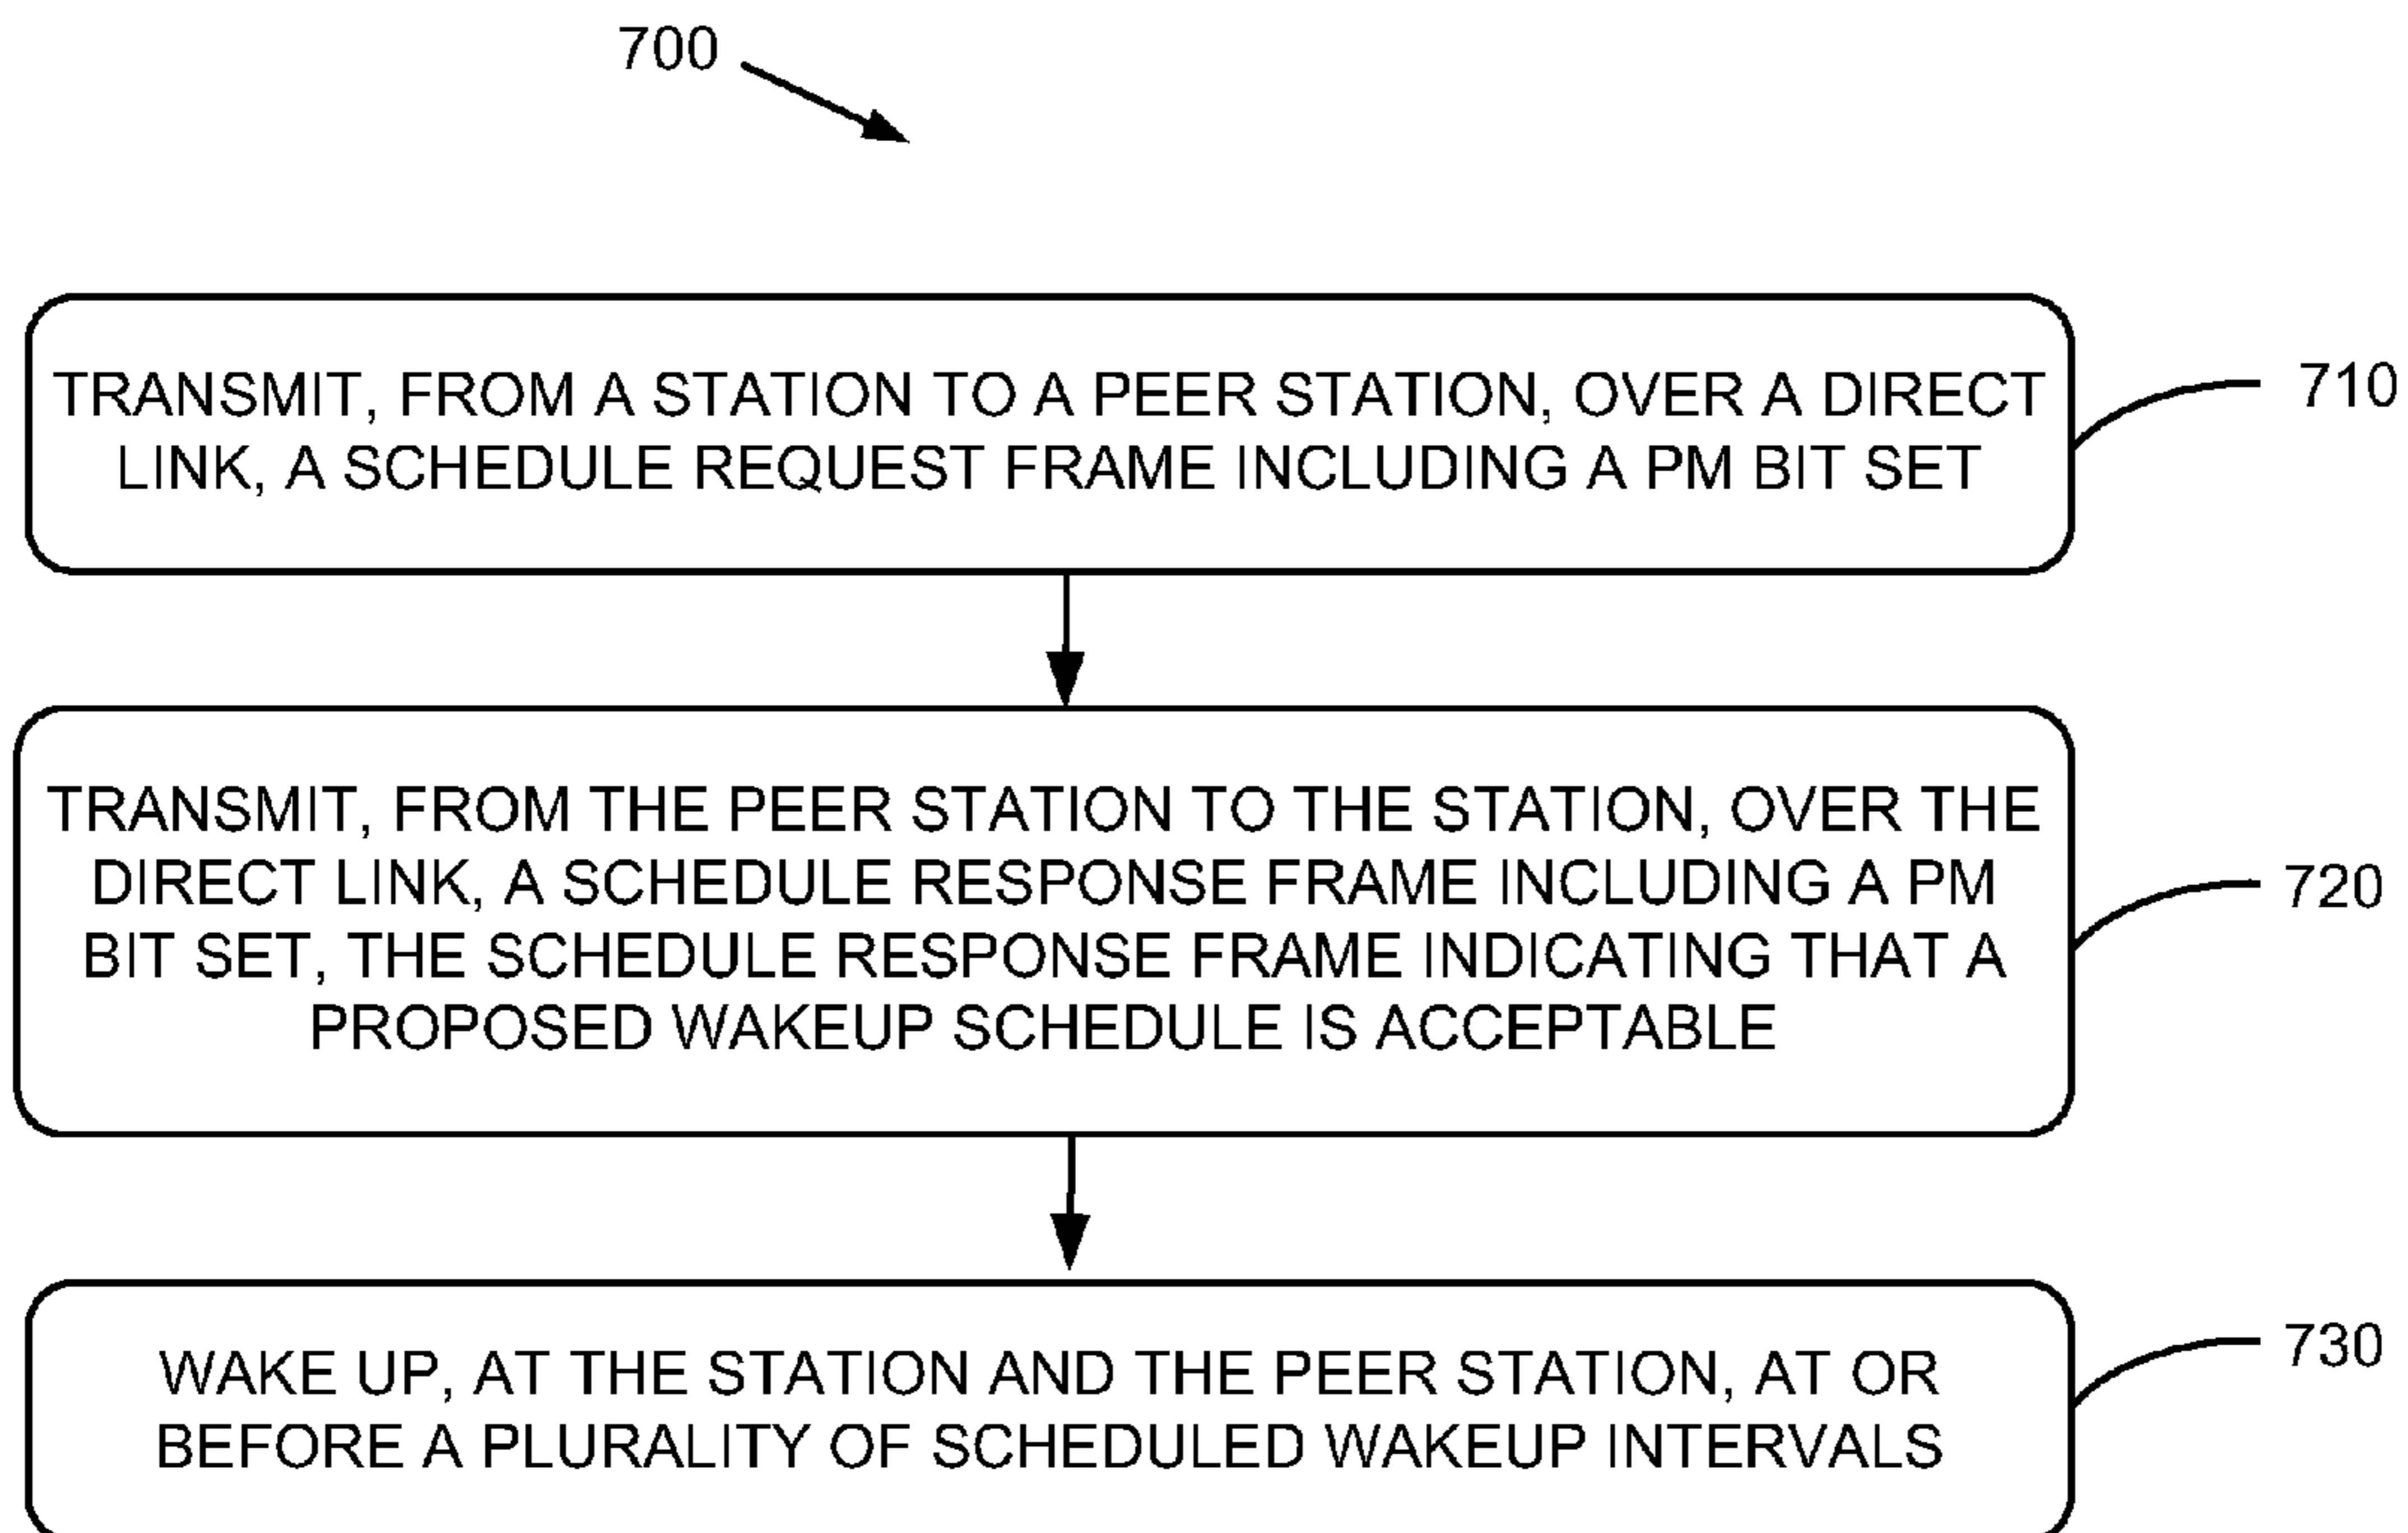 700
TRANSMIT, FROM A STATION TO A PEER STATION, OVER A DIRECT
LINK, A SCHEDULE REQUEST FRAME INCLUDING A PM BIT SET
710
TRANSMIT, FROM THE PEER STATION TO THE STATION, OVER THE
DIRECT LINK, A SCHEDULE RESPONSE FRAME INCLUDING A PM
BIT SET, THE SCHEDULE RESPONSE FRAME INDICATING THAT A
PROPOSED WAKEUP SCHEDULE IS ACCEPTABLE
720
WAKE UP, AT THE STATION AND THE PEER STATION, AT OR
BEFORE A PLURALITY OF SCHEDULED WAKEUP INTERVALS
730